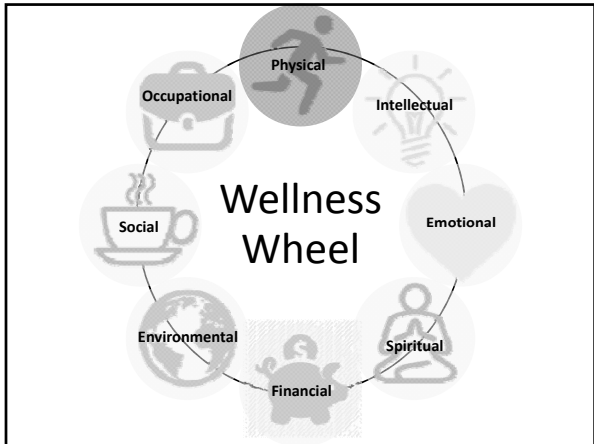 Physical
Occupational
Intellectual
Wellness
Wheel
Social
Emotional
Environmental
Spiritual
$
Financial